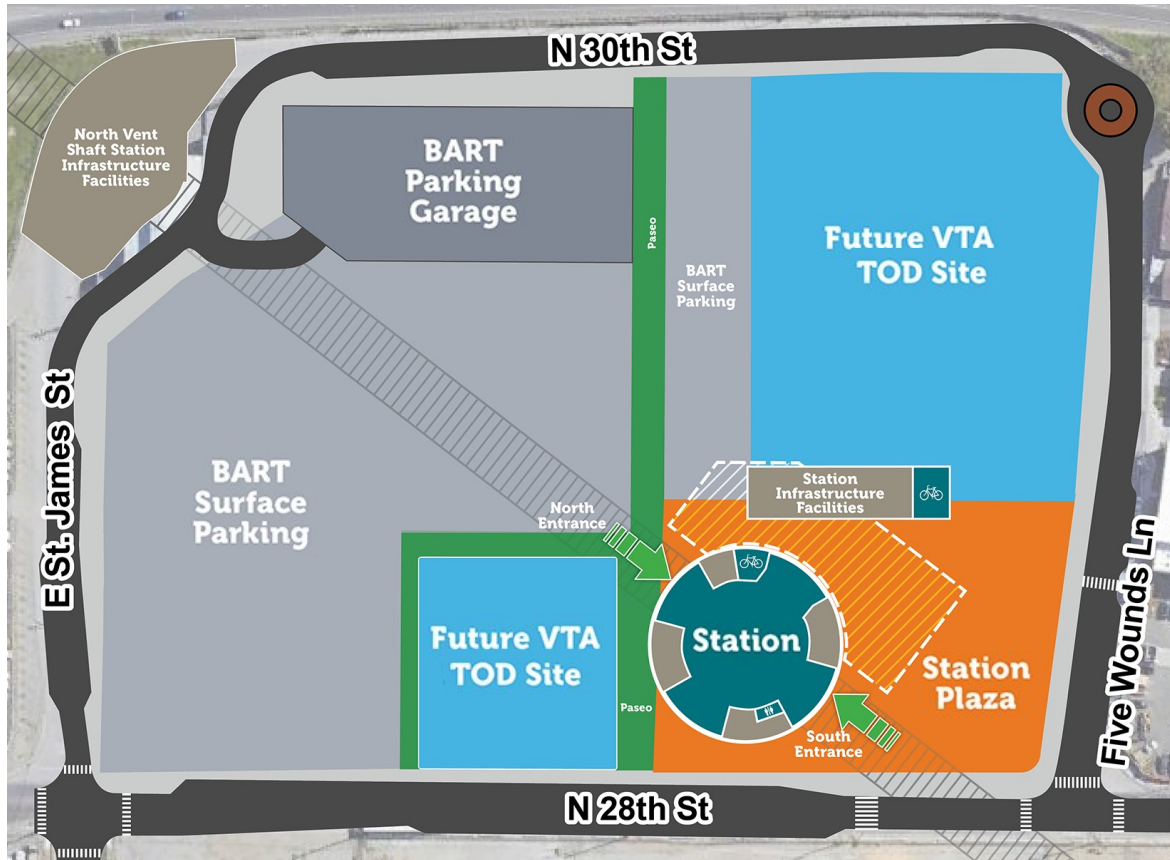 N 30th St
North Vent
Shaft Station
Infrastructure
Facilities
BART
Parking
Garage
Paseo
BART
Surface
Parking
Future VTA
TOD Site
E St. James St
BART
Surface
Parking
North
Entrance
Station
Infrastructure
Facilities
Future VTA
TOD Site
Paseo
Station
South
Entrance
Station
Plaza
Five Wounds Ln
N 28th St